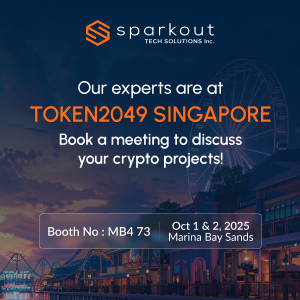 sparkout
TECH SOLUTIONS Inc.
Our experts are at
TOKEN2049 SINGAPORE
Book a meeting to discuss
your crypto projects!
Booth No : MB4 73
Oct 1 & 2, 2025
Marina Bay Sands